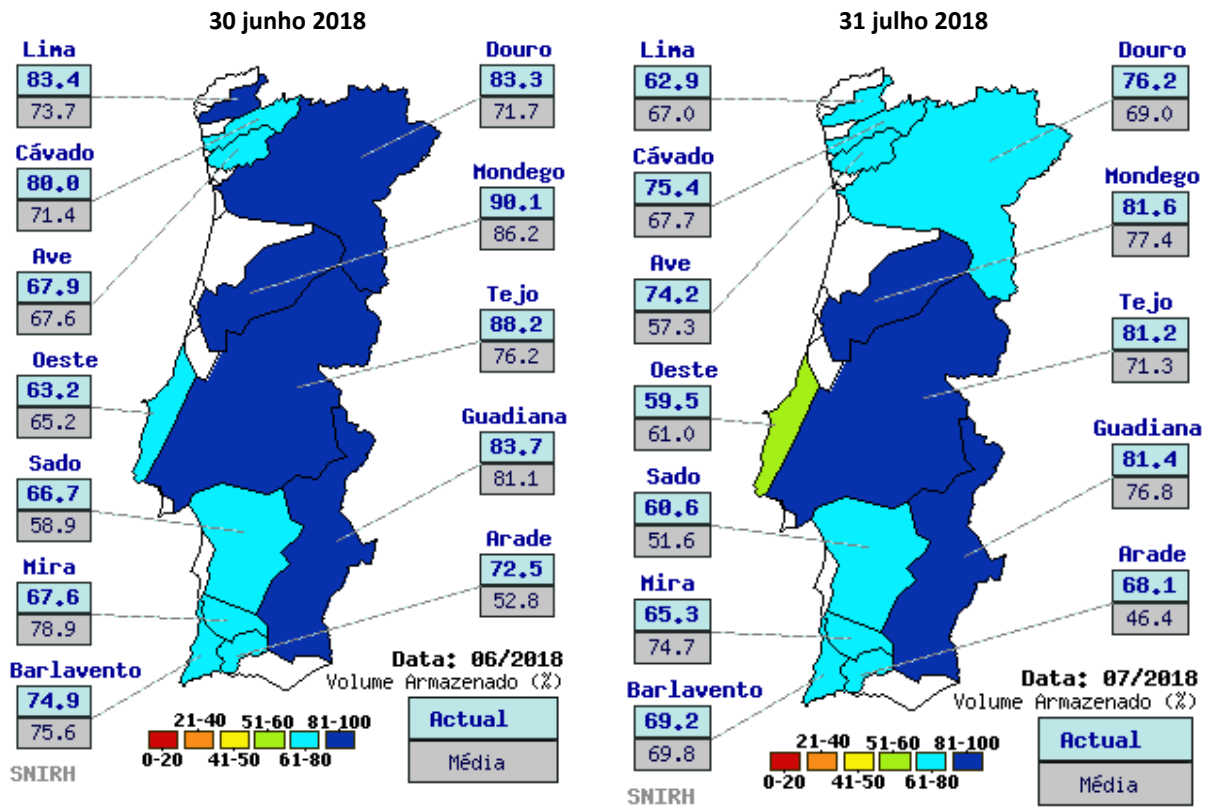 30 junho 2018
Lima
83.4
73.7
Douro
83.3
71.7
Cávado
80.0
71.4
Mondego
90.1
86.2
Ave
67.9
67.6
Tejo
88.2
76.2
Oeste
63.2
65.2
Guadiana
83.7
81.1
Sado
66.7
58.9
Arade
72.5
52.8
Mira
67.6
78.9
Barlavento
74.9
75.6
Data: 06/2018
Volume Armazenado (%)
Actual
Média
21-40 51-60 81-100
0-20 41-50 61-80
SNIRH
31 julho 2018
Lima
62.9
67.0
Douro
76.2
69.0
Cávado
75.4
67.7
Mondego
81.6
77.4
Ave
74.2
57.3
Tejo
81.2
71.3
Oeste
59.5
61.0
Guadiana
81.4
76.8
Sado
60.6
51.6
Arade
68.1
46.4
Mira
65.3
74.7
Barlavento
69.2
69.8
Data: 07/2018
Volume Armazenado (%)
Actual
Média
21-40 51-60 81-100
0-20 41-50 61-80
SNIRH